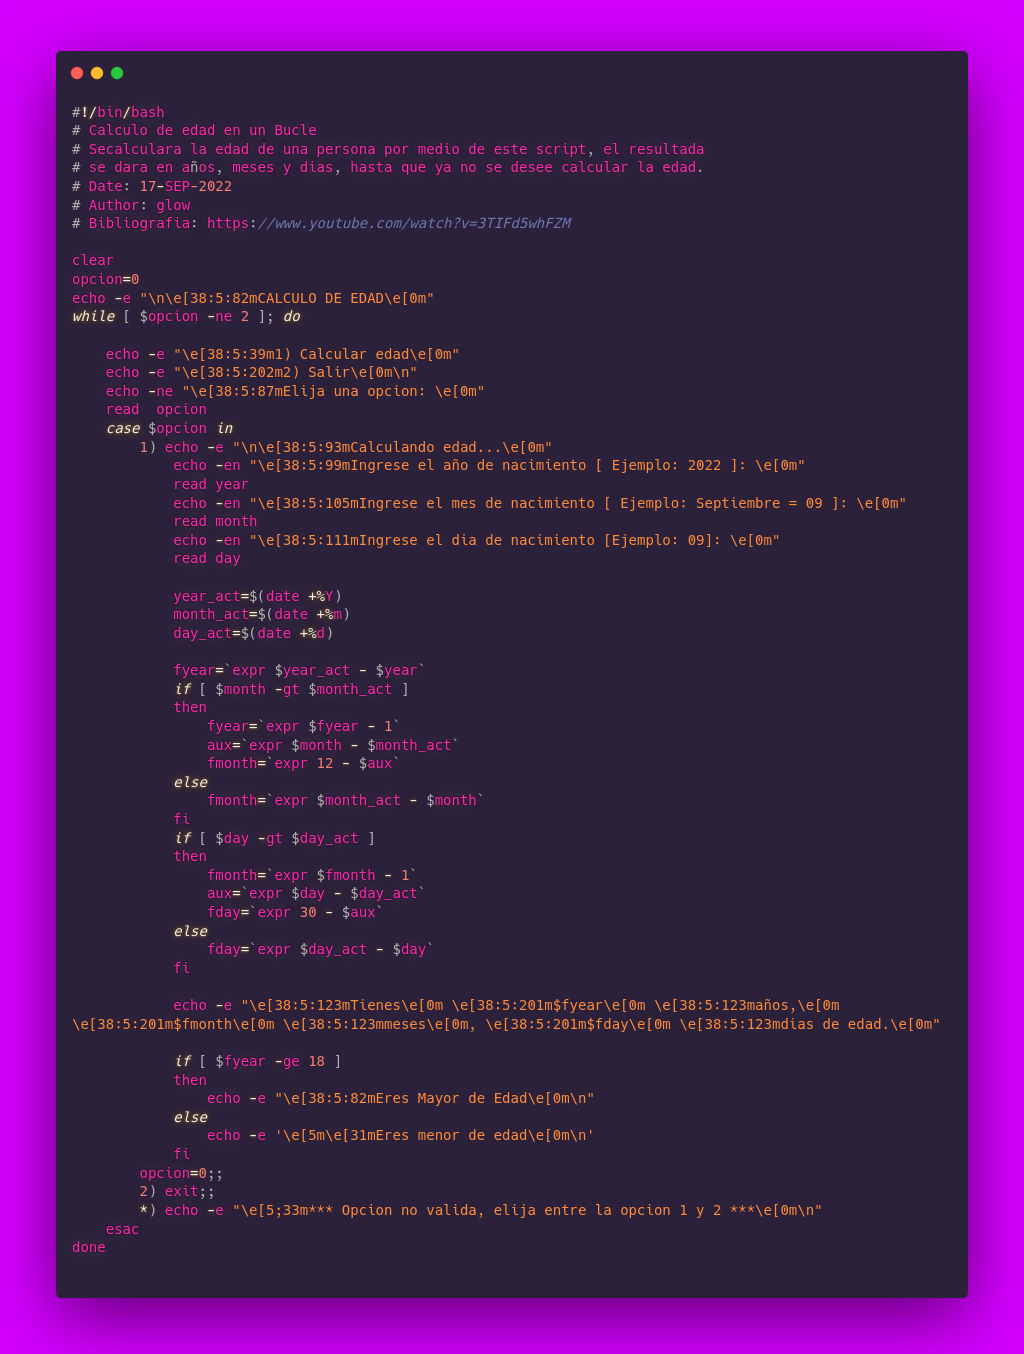 #!/bin/bash
# Calculo de edad en un Bucle
# Secalculara la edad de una persona por medio de este script, el resultada
# se dara en años, meses y dias, hasta que ya no se desee calcular la edad.
# Date: 17-SEP-2022
# Author: glow
# Bibliografia: https://www.youtube.com/watch?v=3TIFd5whFZM

clear
opcion=0
echo -e "\n\e[38:5:82mCALCULO DE EDAD\e[0m"
while [ $opcion -ne 2 ]; do

    echo -e "\e[38:5:39m1) Calcular edad\e[0m"
    echo -e "\e[38:5:202m2) Salir\e[0m\n"
    echo -ne "\e[38:5:87mElija una opcion: \e[0m"
    read  opcion
    case $opcion in
        1) echo -e "\n\e[38:5:93mCalculando edad...\e[0m"
            echo -en "\e[38:5:99mIngrese el año de nacimiento [ Ejemplo: 2022 ]: \e[0m"
            read year
            echo -en "\e[38:5:105mIngrese el mes de nacimiento [ Ejemplo: Septiembre = 09 ]: \e[0m"
            read month
            echo -en "\e[38:5:111mIngrese el dia de nacimiento [Ejemplo: 09]: \e[0m"
            read day

            year_act=$(date +%Y)
            month_act=$(date +%m)
            day_act=$(date +%d)

            fyear=`expr $year_act - $year`
            if [ $month -gt $month_act ]
            then
                fyear=`expr $fyear - 1`
                aux=`expr $month - $month_act`
                fmonth=`expr 12 - $aux`
            else
                fmonth=`expr $month_act - $month`
            fi
            if [ $day -gt $day_act ]
            then
                fmonth=`expr $fmonth - 1`
                aux=`expr $day - $day_act`
                fday=`expr 30 - $aux`
            else
                fday=`expr $day_act - $day`
            fi

            echo -e "\e[38:5:123mTienes\e[0m \e[38:5:201m$fyear\e[0m \e[38:5:123maños,\e[0m
\e[38:5:201m$fmonth\e[0m \e[38:5:123mmeses\e[0m, \e[38:5:201m$fday\e[0m \e[38:5:123mdias de edad.\e[0m"

            if [ $fyear -ge 18 ]
            then
                echo -e "\e[38:5:82mEres Mayor de Edad\e[0m\n"
            else
                echo -e '\e[5m\e[31mEres menor de edad\e[0m\n'
            fi
        opcion=0;;
        2) exit;;
        *) echo -e "\e[5;33m*** Opcion no valida, elija entre la opcion 1 y 2 ***\e[0m\n"
    esac
done